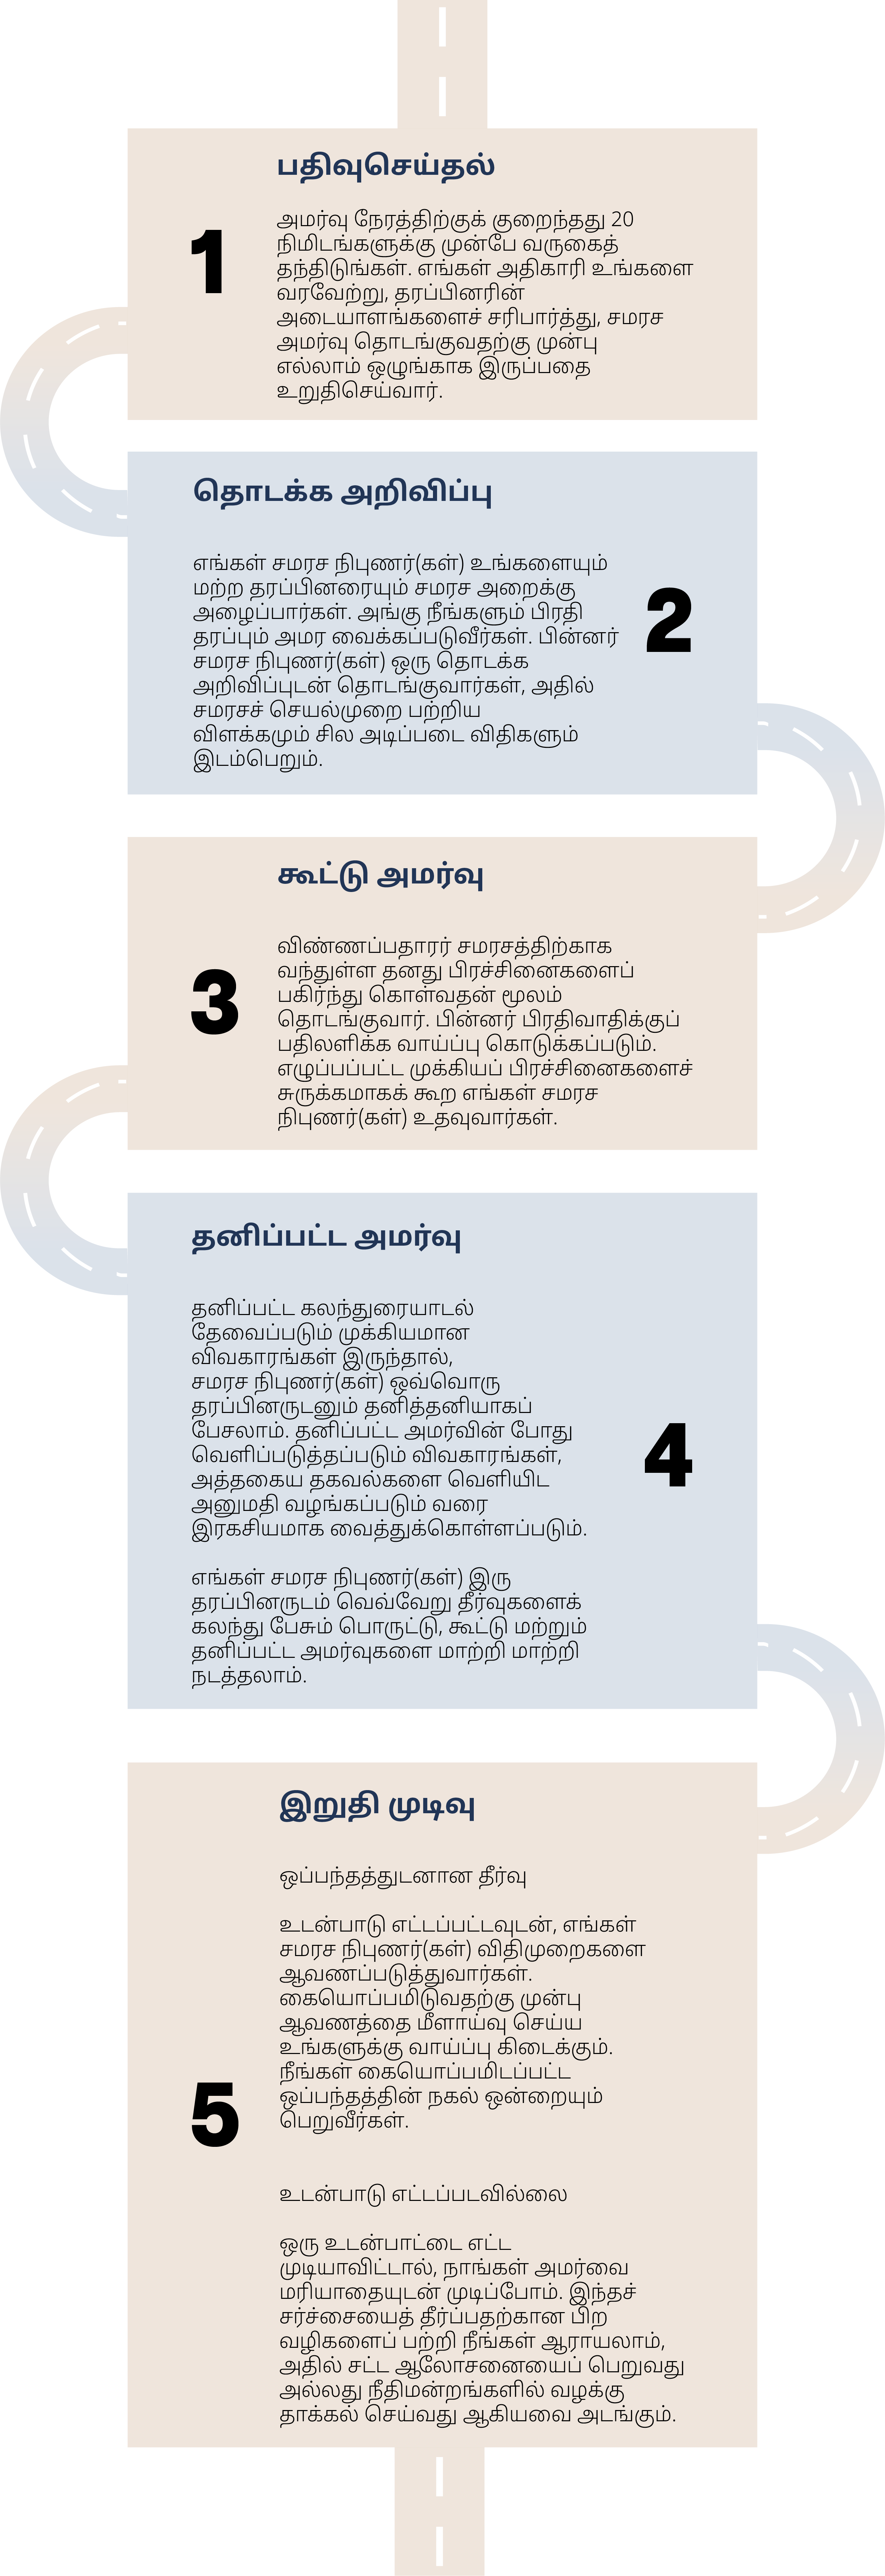 பதிவுசெய்தல்
1
அமர்வு நேரத்திற்குக் குறைந்தது 20
நிமிடங்களுக்கு முன்பே வருகைத்
தந்திடுங்கள். எங்கள் அதிகாரி உங்களை
வரவேற்று, தரப்பினரின்
அடையாளங்களைச் சரிபார்த்து, சமரச
அமர்வு தொடங்குவதற்கு முன்பு
எல்லாம் ஒழுங்காக இருப்பதை
உறுதிசெய்வார்.
தொடக்க அறிவிப்பு
எங்கள் சமரச நிபுணர்(கள்) உங்களையும்
மற்ற தரப்பினரையும் சமரச அறைக்கு
அழைப்பார்கள். அங்கு நீங்களும் பிரதி
தரப்பும் அமர வைக்கப்படுவீர்கள். பின்னர்
சமரச நிபுணர்(கள்) ஒரு தொடக்க
அறிவிப்புடன் தொடங்குவார்கள், அதில்
சமரசச் செயல்முறை பற்றிய
விளக்கமும் சில அடிப்படை விதிகளும்
இடம்பெறும்.
2
கூட்டு அமர்வு
3
விண்ணப்பதாரர் சமரசத்திற்காக
வந்துள்ள தனது பிரச்சினைகளைப்
பகிர்ந்து கொள்வதன் மூலம்
தொடங்குவார். பின்னர் பிரதிவாதிக்குப்
பதிலளிக்க வாய்ப்பு கொடுக்கப்படும்.
எழுப்பப்பட்ட முக்கியப் பிரச்சினைகளைச்
சுருக்கமாகக் கூற எங்கள் சமரச
நிபுணர்(கள்) உதவுவார்கள்.
தனிப்பட்ட அமர்வு
தனிப்பட்ட கலந்துரையாடல்
தேவைப்படும் முக்கியமான
விவகாரங்கள் இருந்தால்,
சமரச நிபுணர்(கள்) ஒவ்வொரு
தரப்பினருடனும் தனித்தனியாகப்
பேசலாம். தனிப்பட்ட அமர்வின் போது
வெளிப்படுத்தப்படும் விவகாரங்கள்,
அத்தகைய தகவல்களை வெளியிட
அனுமதி வழங்கப்படும் வரை
இரகசியமாக வைத்துக்கொள்ளப்படும்.
4
எங்கள் சமரச நிபுணர்(கள்) இரு
தரப்பினருடம் வெவ்வேறு தீர்வுகளைக்
கலந்து பேசும் பொருட்டு, கூட்டு மற்றும்
தனிப்பட்ட அமர்வுகளை மாற்றி மாற்றி
நடத்தலாம்.
இறுதி முடிவு
ஒப்பந்தத்துடனான தீர்வு
உடன்பாடு எட்டப்பட்டவுடன், எங்கள்
சமரச நிபுணர்(கள்) விதிமுறைகளை
ஆவணப்படுத்துவார்கள்.
கையொப்பமிடுவதற்கு முன்பு
ஆவணத்தை மீளாய்வு செய்ய
உங்களுக்கு வாய்ப்பு கிடைக்கும்.
நீங்கள் கையொப்பமிடப்பட்ட
ஒப்பந்தத்தின் நகல் ஒன்றையும்
பெறுவீர்கள்.
5
உடன்பாடு எட்டப்படவில்லை
ஒரு உடன்பாட்டை எட்ட
முடியாவிட்டால், நாங்கள் அமர்வை
மரியாதையுடன் முடிப்போம். இந்தச்
சர்ச்சையைத் தீர்ப்பதற்கான பிற
வழிகளைப் பற்றி நீங்கள் ஆராயலாம்,
அதில் சட்ட ஆலோசனையைப் பெறுவது
அல்லது நீதிமன்றங்களில் வழக்கு
தாக்கல் செய்வது ஆகியவை அடங்கும்.